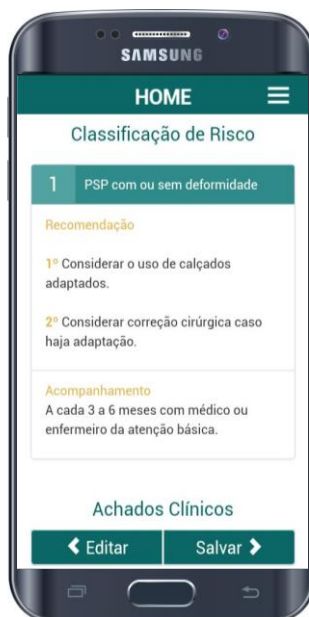 SAMSUNG
HOME
Classificação de Risco
1 PSP com ou sem deformidade
Recomendação
1º Considerar o uso de calçados
adaptados.
2º Considerar correção cirúrgica caso
haja adaptação.
Acompanhamento
A cada 3 a 6 meses com médico ou
enfermeiro da atenção básica.
Achados Clínicos
Editar Salvar